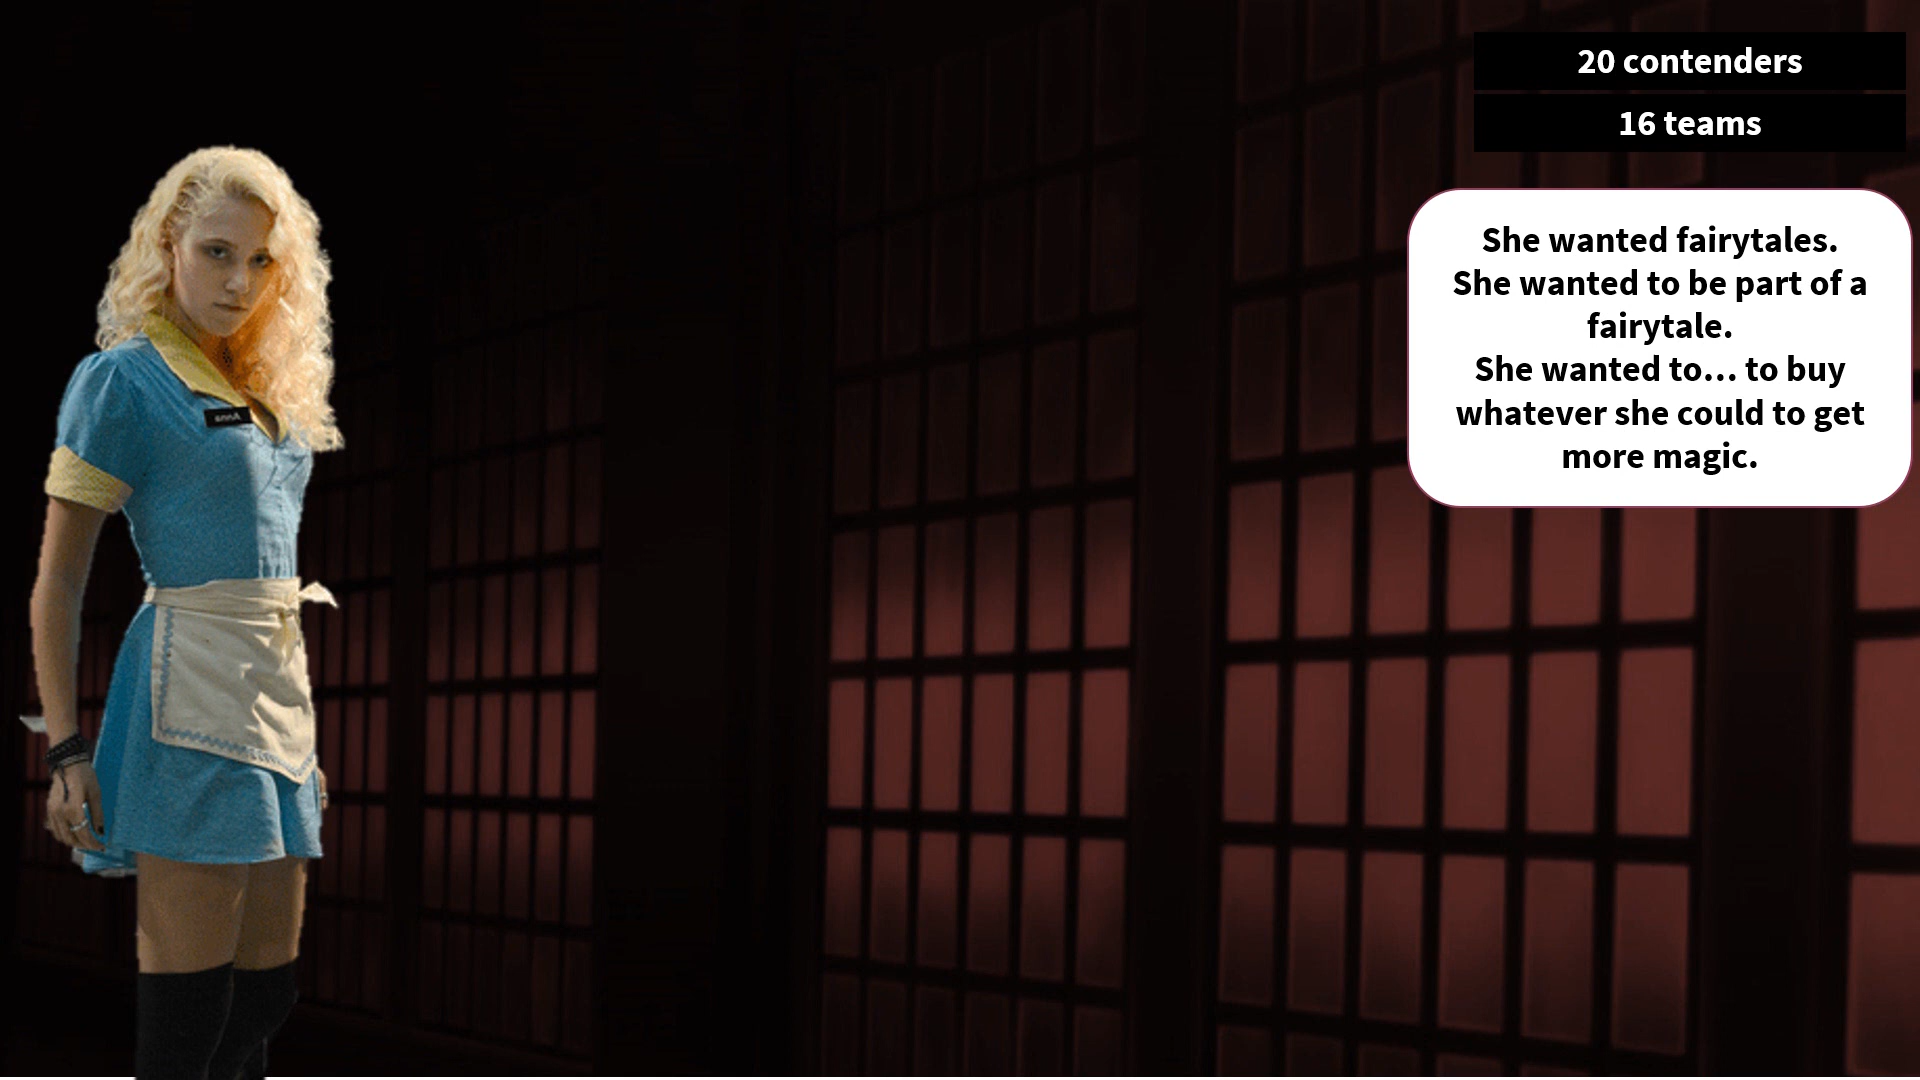 20 contenders
16 teams
She wanted fairytales.
She wanted to be part of a
fairytale.
She wanted to... to buy
whatever she could to get
more magic.
Anna